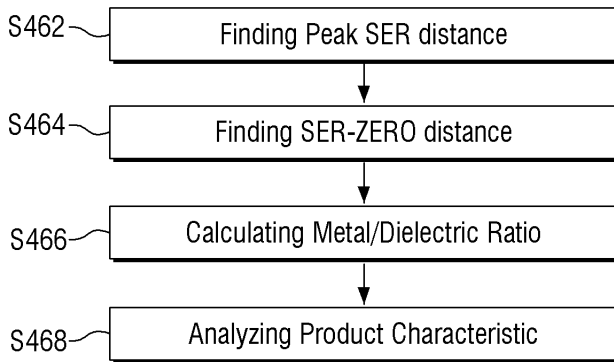 S462 Finding Peak SER distance
S464 Finding SER-ZERO distance
S466 Calculating Metal/Dielectric Ratio
S468 Analyzing Product Characteristic